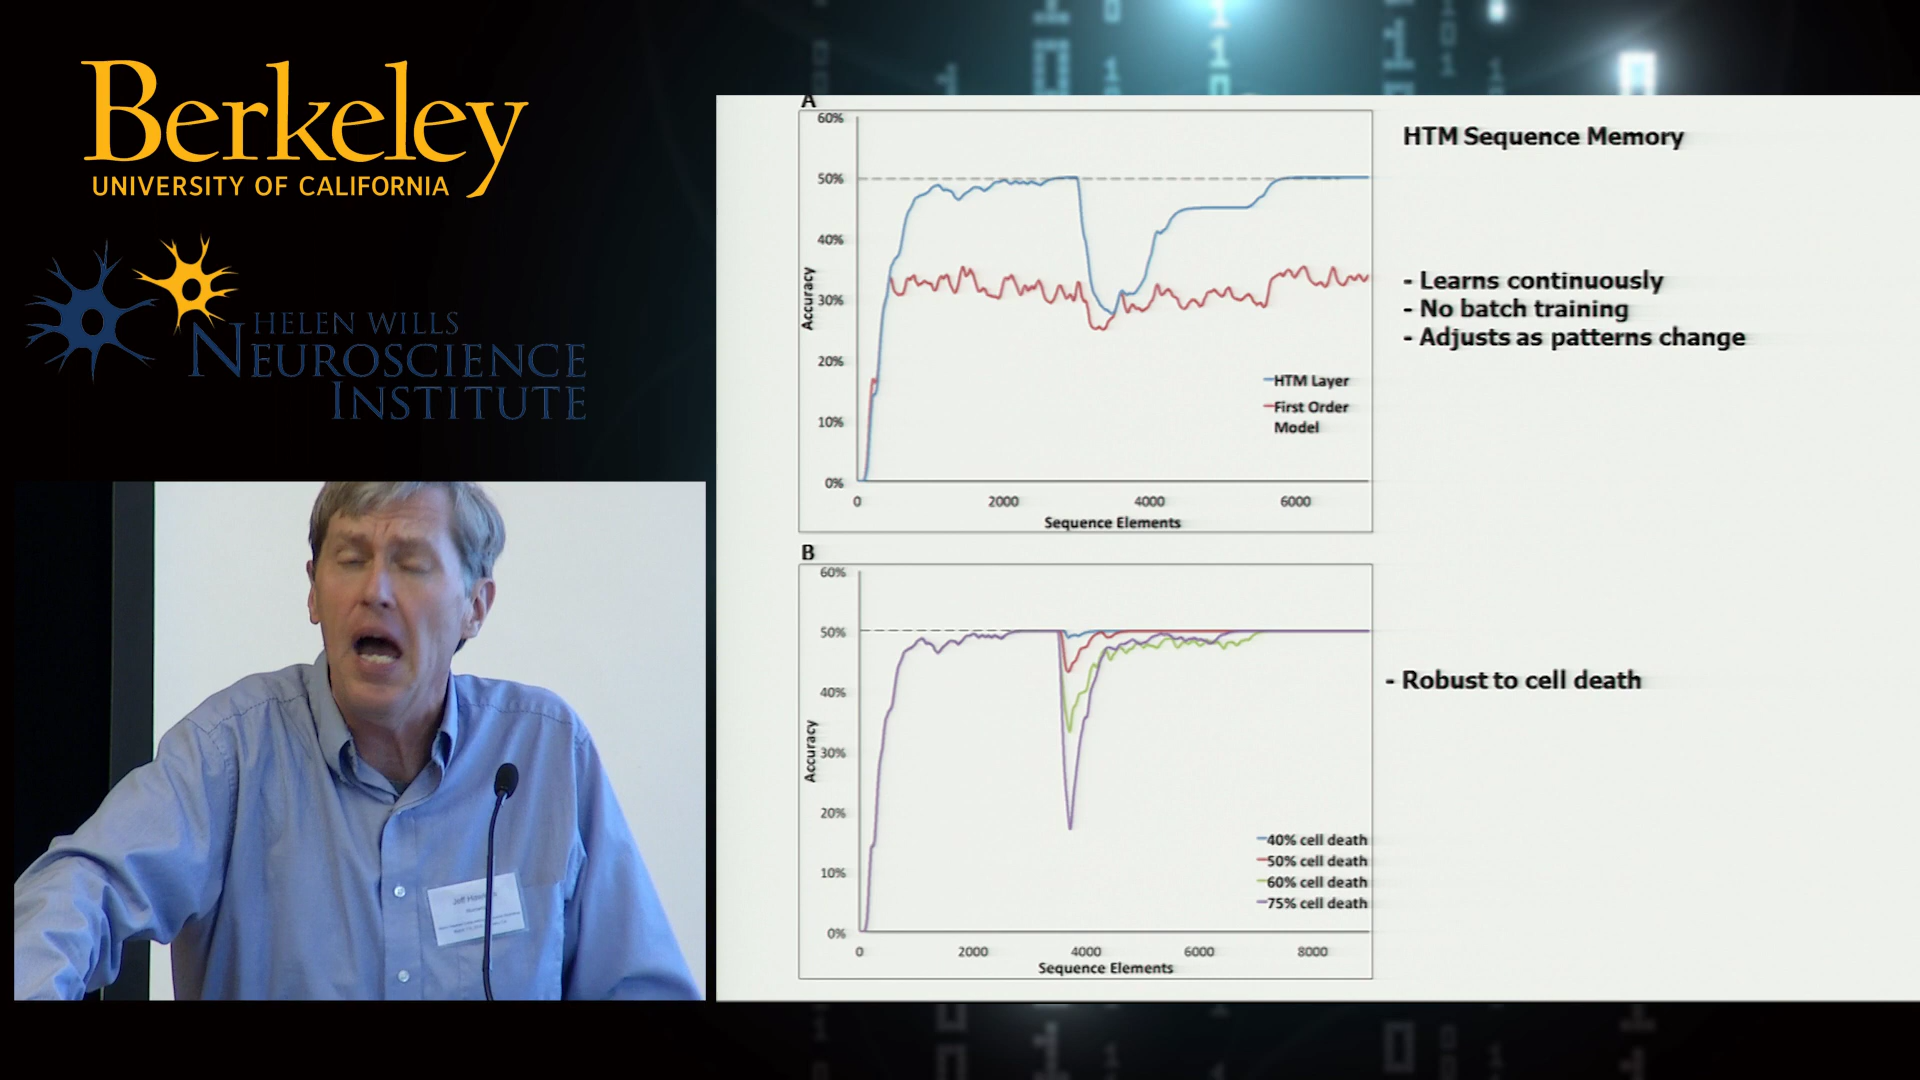 Berkeley
UNIVERSITY OF CALIFORNIA
HELEN WILLS
NEUROSCIENCE
INSTITUTE
Jeff
A
60%
50%
40%
30%
20%
10%
0%
Accuracy
0 2000 4000 6000
Sequence Elements
HTM Layer
First Order
Model
HTM Sequence Memory
- Learns continuously
- No batch training
- Adjusts as patterns change
B
60%
50%
40%
30%
20%
10%
0%
Accuracy
0 2000 4000 6000 8000
Sequence Elements
40% cell death
50% cell death
60% cell death
75% cell death
- Robust to cell death